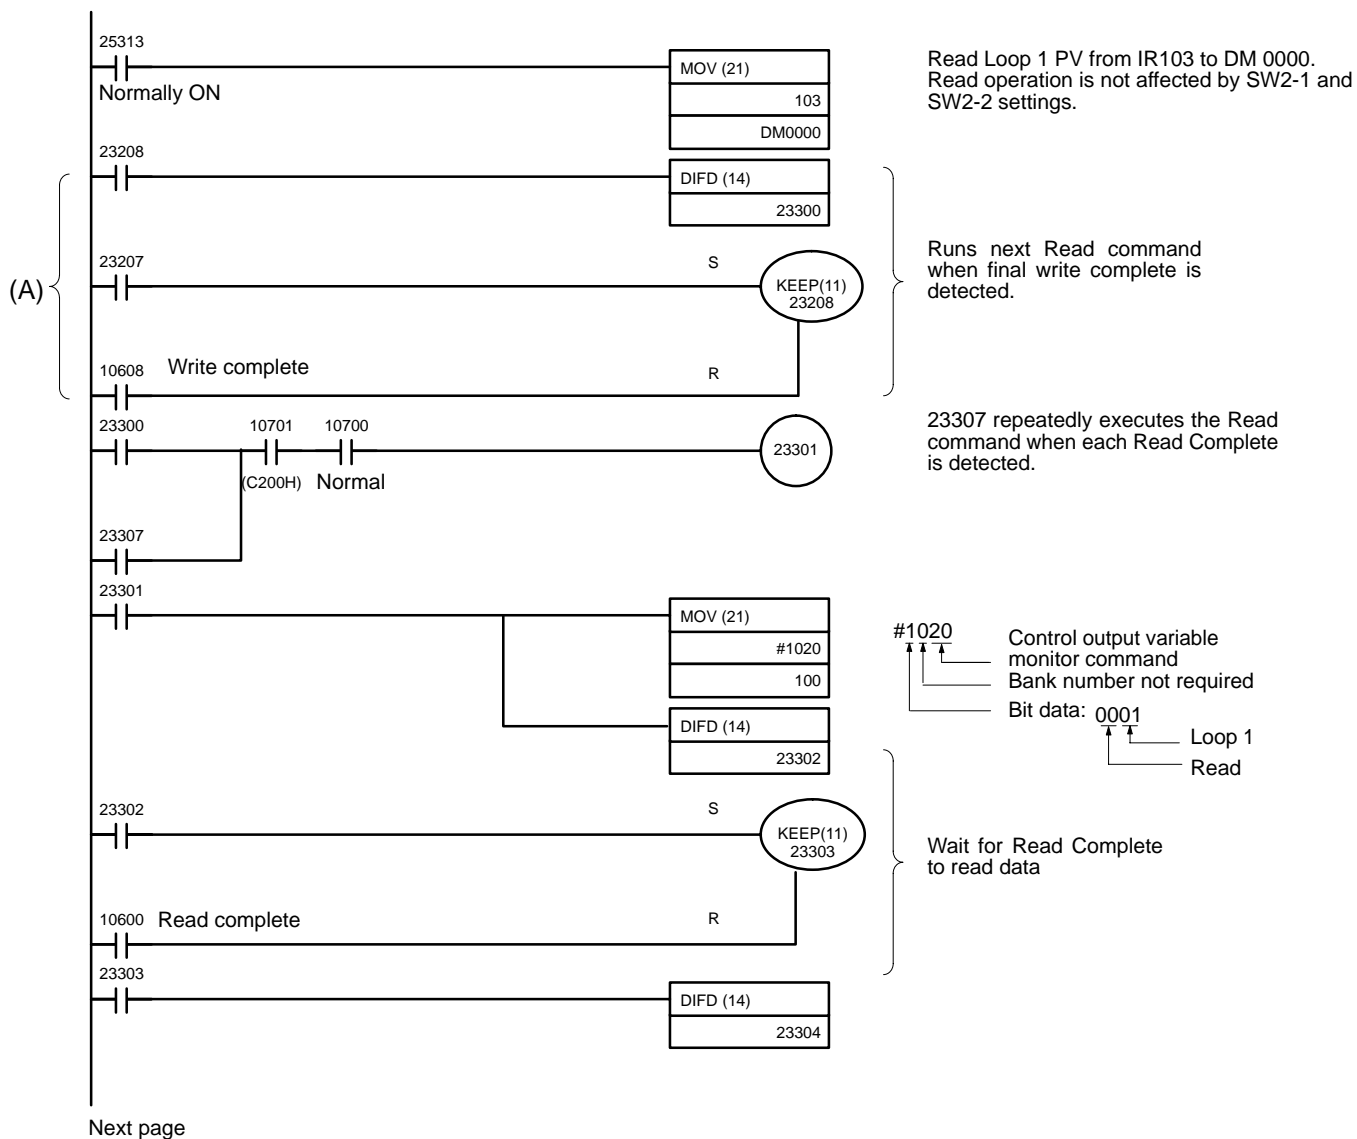 25313
Normally ON
MOV (21)
103
DM0000
Read Loop 1 PV from IR103 to DM 0000.
Read operation is not affected by SW2-1 and
SW2-2 settings.
23208
DIFD (14)
23300
(A)
23207
S
KEEP(11)
23208
Runs next Read command
when final write complete is
detected.
10608
Write complete
R
23300
10701
10700
(C200H)
Normal
23301
23307 repeatedly executes the Read
command when each Read Complete
is detected.
23307
23301
MOV (21)
#1020
100
DIFD (14)
23302
#1020
Control output variable
monitor command
Bank number not required
Bit data: 0001
Loop 1
Read
23302
S
KEEP(11)
23303
Wait for Read Complete
to read data
10600
Read complete
R
23303
DIFD (14)
23304
Next page